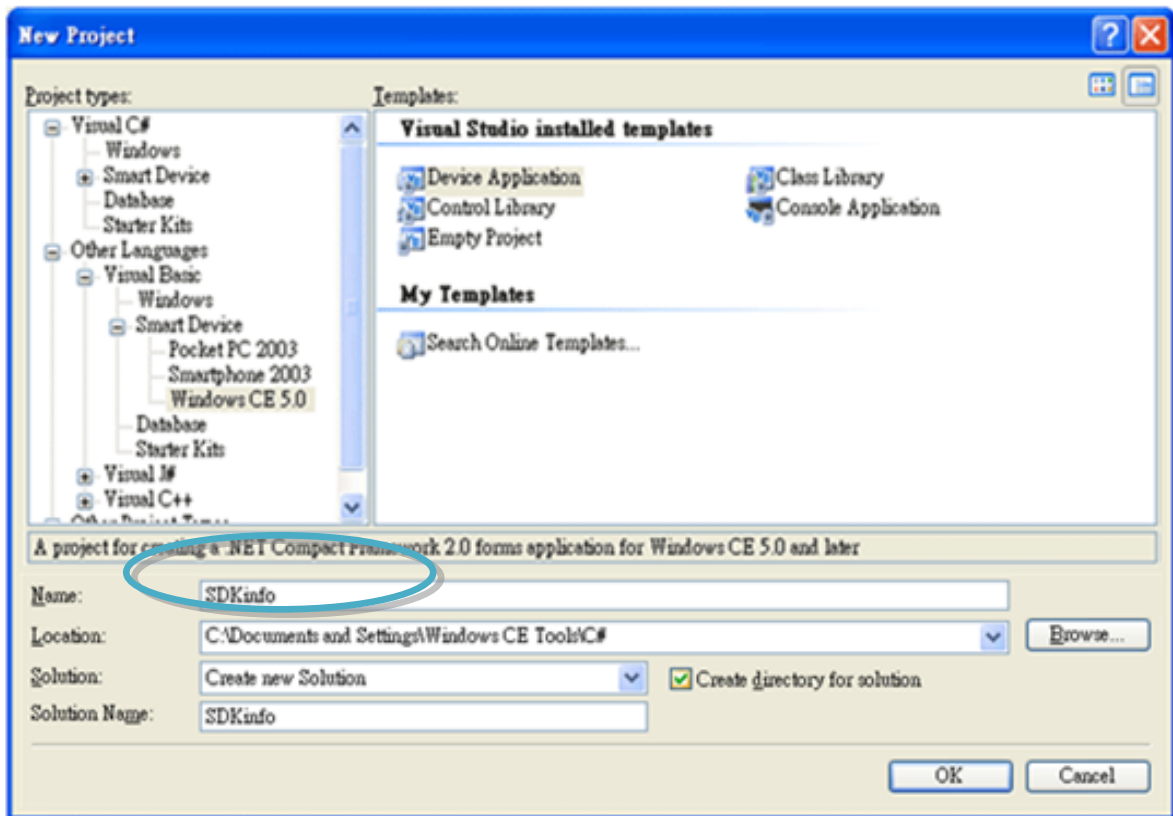 New Project
Project types:
Templates:
Visual C#
Windows
Smart Device
Database
Starter Kits
Other Languages
Visual Basic
Windows
Smart Device
Pocket PC 2003
Smartphone 2003
Windows CE 5.0
Database
Starter Kits
Visual J#
Visual C++
Other Project Types
Visual Studio installed templates
Device Application
Class Library
Control Library
Console Application
Empty Project
My Templates
Search Online Templates...
A project for creating a .NET Compact Framework 2.0 forms application for Windows CE 5.0 and later
Name: SDKinfo
Location: C:\Documents and Settings\Windows CE Tools\C# Browse...
Solution: Create new Solution Create directory for solution
Solution Name: SDKinfo
OK Cancel